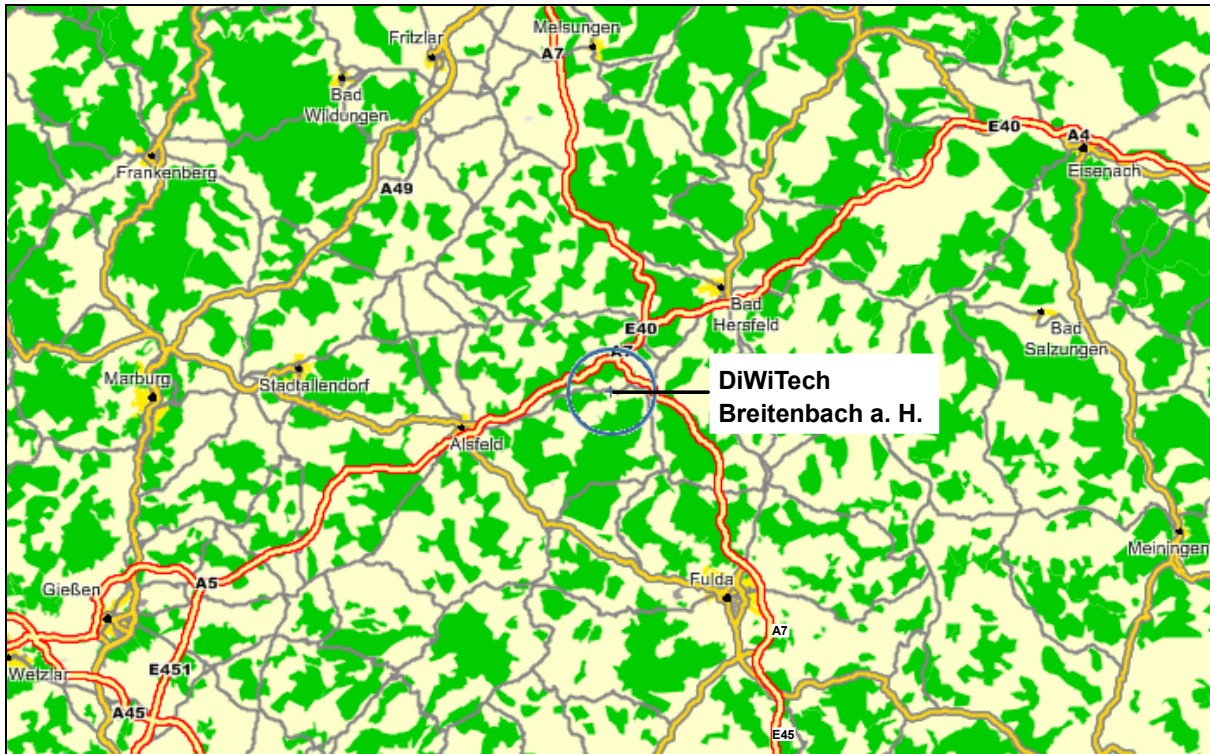 Melsungen
Fritzlar
A7
Bad
Wildungen
E40
A4
Eisenach
Frankenberg
A49
Bad
Hersfeld
E40
A7
Bad
Salzungen
Marburg
Stadtallendorf
DiWiTech
Breitenbach a. H.
Alsfeld
Meiningen
A5
Gießen
Fulda
A7
E451
Wetzlar
A45
E45